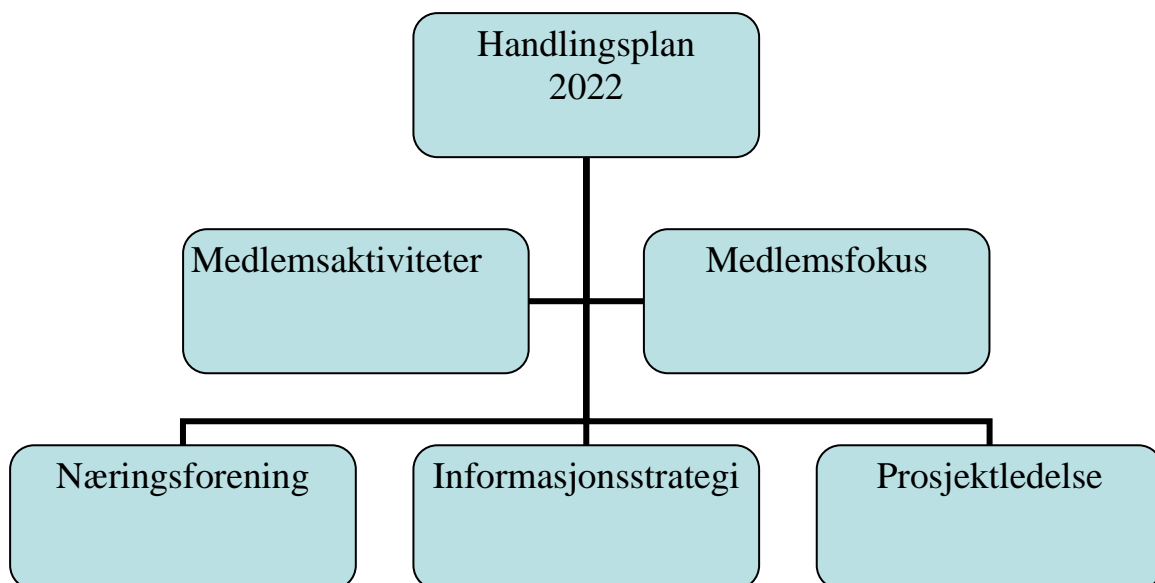 Handlingsplan
2022
Medlemsaktiviteter
Medlemsfokus
Næringsforening
Informasjonsstrategi
Prosjektledelse